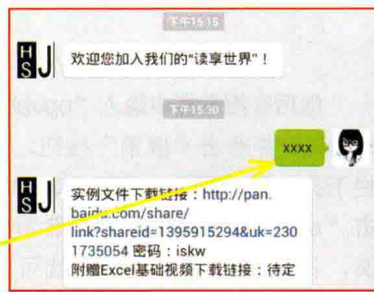 下午15:15
HSJ
欢迎您加入我们的“读享世界”！
下午15:30
xxxx
HSJ
实例文件下载链接：http://pan.
baidu.com/share/
link?shareid=1395915294&uk=230
1735054 密码：iskw
附赠Excel基础视频下载链接：待定